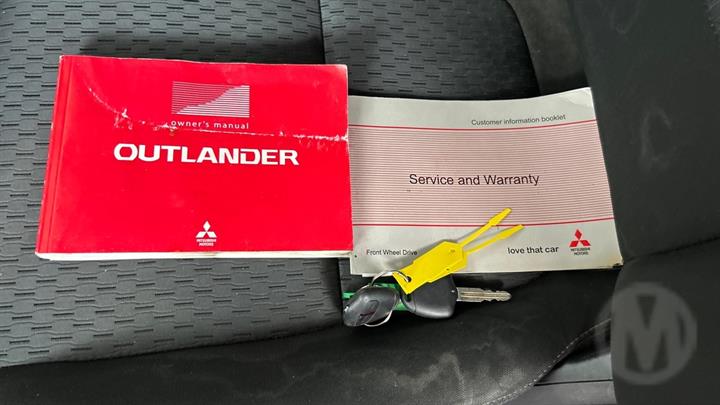 owner's manual
OUTLANDER
MITSUBISHI
MOTORS
Customer information booklet
Service and Warranty
Front Wheel Drive
love that car
MITSUBISHI
MOTORS
M